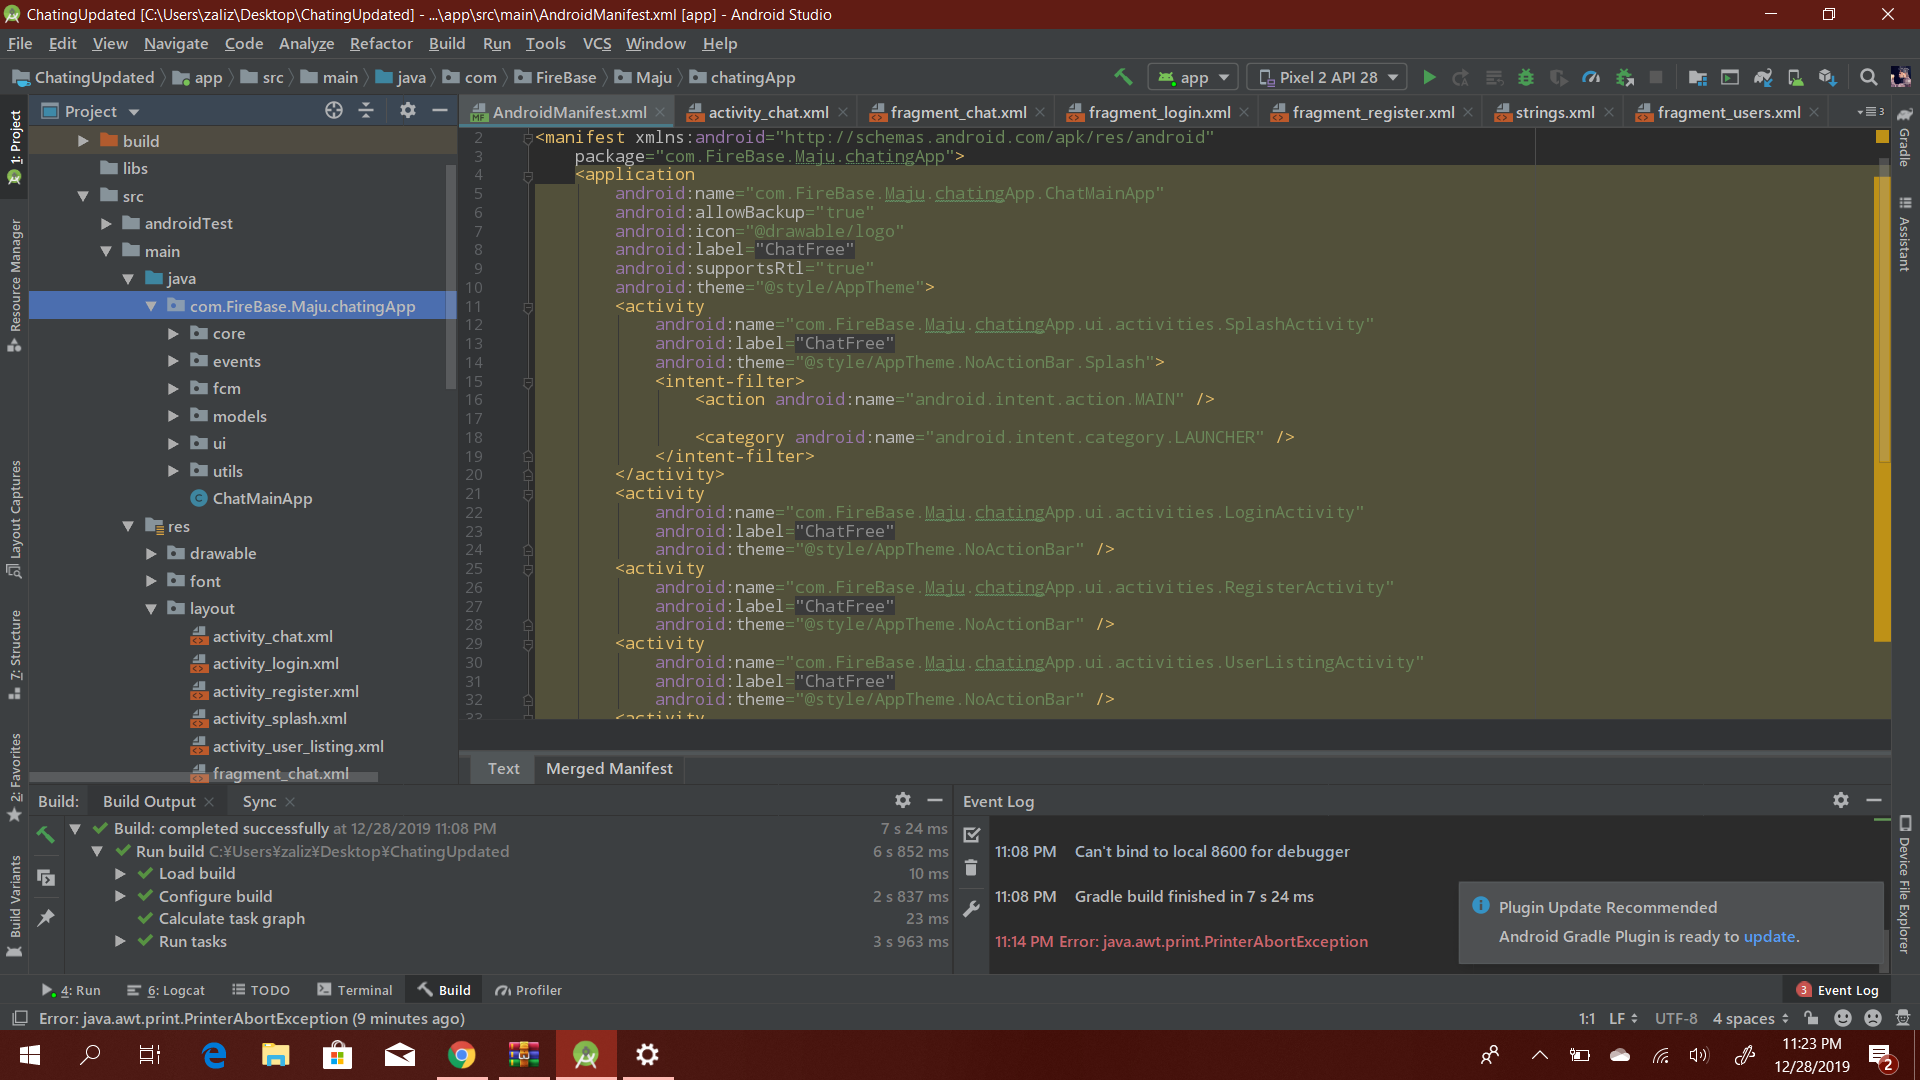 ChatingUpdated [C:\Users\zaliz\Desktop\ChatingUpdated] - ...\app\src\main\AndroidManifest.xml [app] - Android Studio
File Edit View Navigate Code Analyze Refactor Build Run Tools VCS Window Help
ChatingUpdated app src main java com FireBase Maju chatingApp
app Pixel 2 API 28
Project
AndroidManifest.xml activity_chat.xml fragment_chat.xml fragment_login.xml fragment_register.xml strings.xml fragment_users.xml 3
1: Project
Resource Manager
Layout Captures
7: Structure
2: Favorites
Build Variants
build
libs
src
androidTest
main
java
com.FireBase.Maju.chatingApp
core
events
fcm
models
ui
utils
ChatMainApp
res
drawable
font
layout
activity_chat.xml
activity_login.xml
activity_register.xml
activity_splash.xml
activity_user_listing.xml
fragment_chat.xml
2 <manifest xmlns:android="http://schemas.android.com/apk/res/android"
3 package="com.FireBase.Maju.chatingApp">
4 <application
5 android:name="com.FireBase.Maju.chatingApp.ChatMainApp"
6 android:allowBackup="true"
7 android:icon="@drawable/logo"
8 android:label="ChatFree"
9 android:supportsRtl="true"
10 android:theme="@style/AppTheme">
11 <activity
12 android:name="com.FireBase.Maju.chatingApp.ui.activities.SplashActivity"
13 android:label="ChatFree"
14 android:theme="@style/AppTheme.NoActionBar.Splash">
15 <intent-filter>
16 <action android:name="android.intent.action.MAIN" />
17
18 <category android:name="android.intent.category.LAUNCHER" />
19 </intent-filter>
20 </activity>
21 <activity
22 android:name="com.FireBase.Maju.chatingApp.ui.activities.LoginActivity"
23 android:label="ChatFree"
24 android:theme="@style/AppTheme.NoActionBar" />
25 <activity
26 android:name="com.FireBase.Maju.chatingApp.ui.activities.RegisterActivity"
27 android:label="ChatFree"
28 android:theme="@style/AppTheme.NoActionBar" />
29 <activity
30 android:name="com.FireBase.Maju.chatingApp.ui.activities.UserListingActivity"
31 android:label="ChatFree"
32 android:theme="@style/AppTheme.NoActionBar" />
33 <activity
Text Merged Manifest
Gradle
Assistant
Device File Explorer
Build: Build Output Sync
Build: completed successfully at 12/28/2019 11:08 PM 7 s 24 ms
Run build C:¥Users¥zaliz¥Desktop¥ChatingUpdated 6 s 852 ms
Load build 10 ms
Configure build 2 s 837 ms
Calculate task graph 23 ms
Run tasks 3 s 963 ms
Event Log
11:08 PM Can't bind to local 8600 for debugger
11:08 PM Gradle build finished in 7 s 24 ms
11:14 PM Error: java.awt.print.PrinterAbortException
Plugin Update Recommended
Android Gradle Plugin is ready to update.
4: Run 6: Logcat TODO Terminal Build Profiler 3 Event Log
Error: java.awt.print.PrinterAbortException (9 minutes ago) 1:1 LF UTF-8 4 spaces
11:23 PM
12/28/2019
2